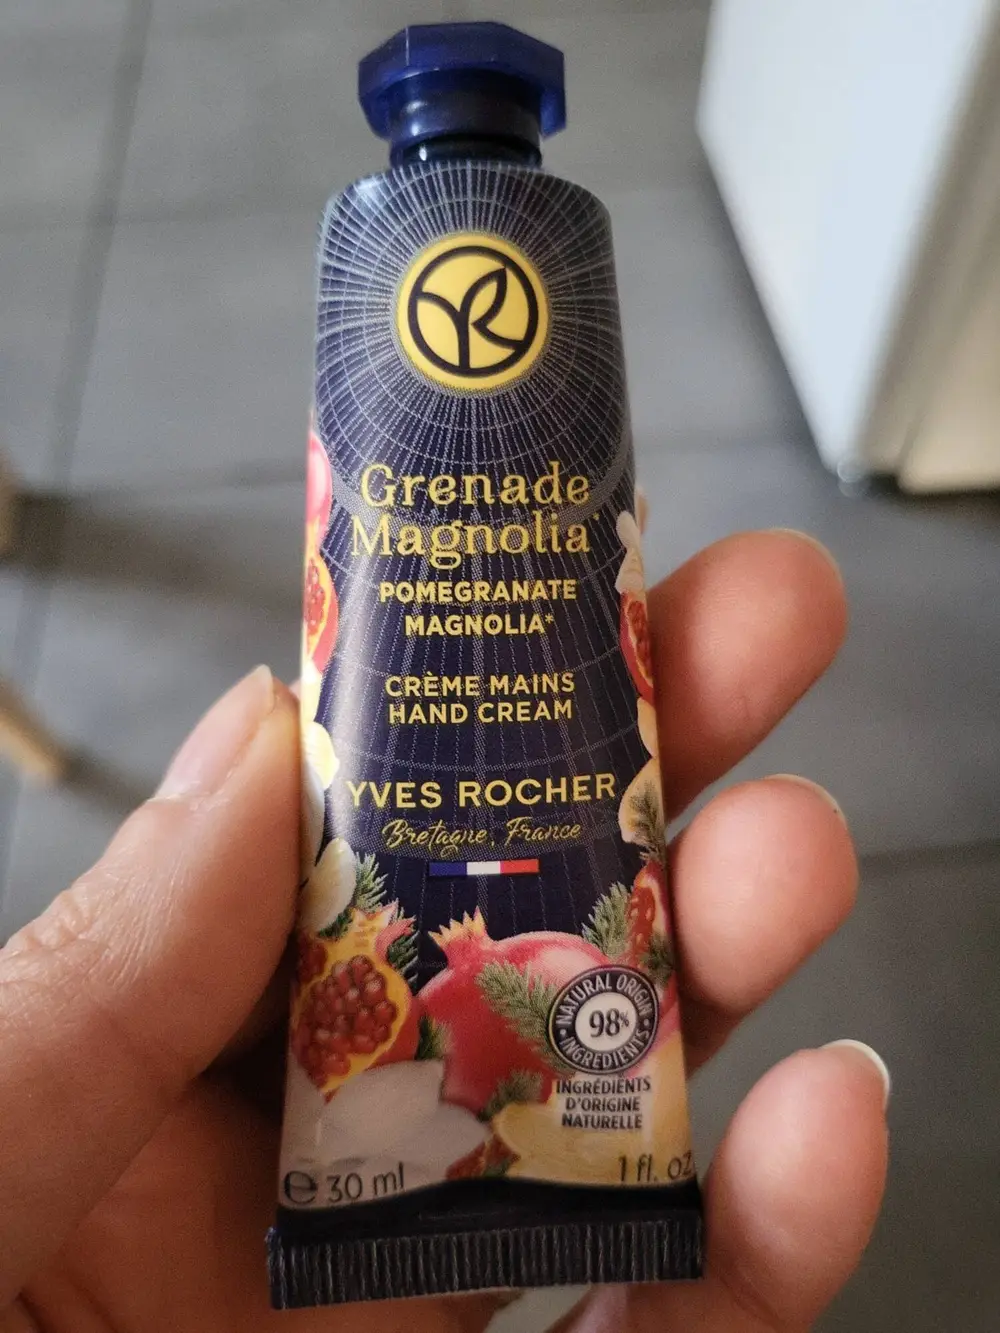 YR
Grenade
Magnolia*
POMEGRANATE
MAGNOLIA*
CRÈME MAINS
HAND CREAM
YVES ROCHER
Bretagne, France
NATURAL ORIGIN
98%
INGREDIENTS
INGRÉDIENTS
D'ORIGINE
NATURELLE
e 30 ml
1 fl. oz